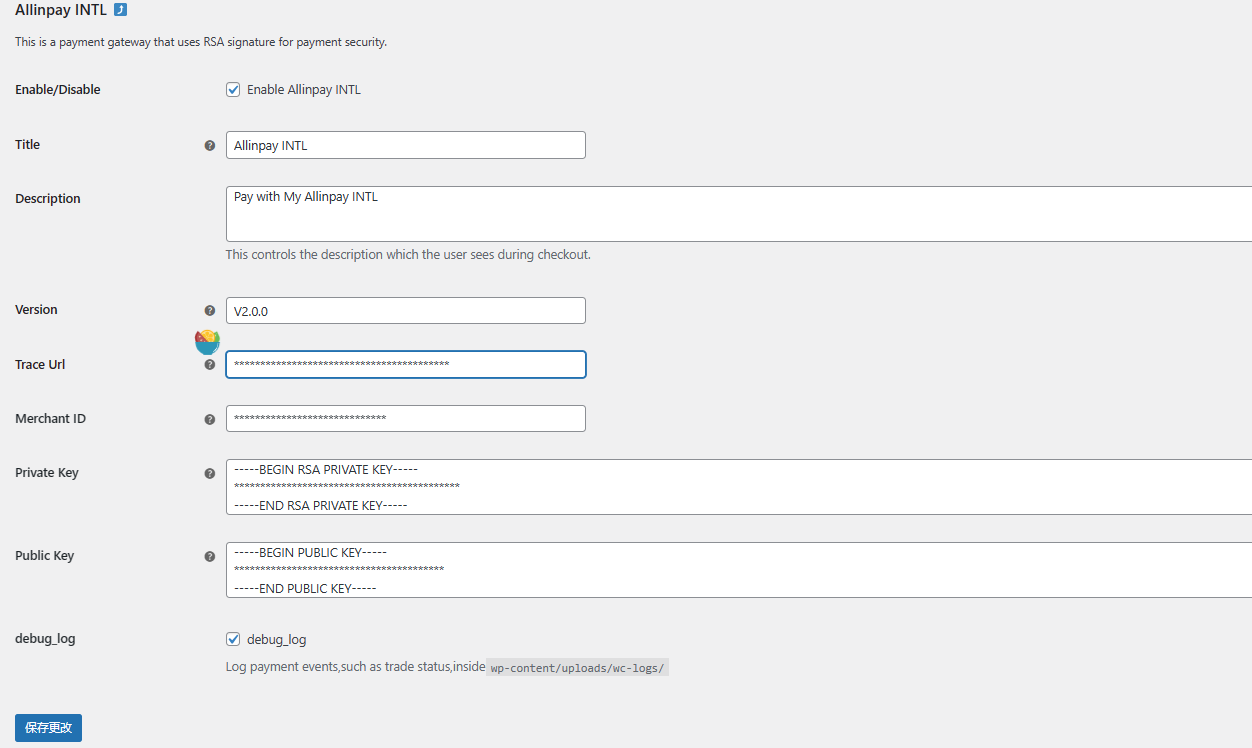 Allinpay INTL
This is a payment gateway that uses RSA signature for payment security.
Enable/Disable Enable Allinpay INTL
Title Allinpay INTL
Description Pay with My Allinpay INTL
This controls the description which the user sees during checkout.
Version V2.0.0
Trace Url *****************************************
Merchant ID *****************************
Private Key -----BEGIN RSA PRIVATE KEY-----
*******************************************
-----END RSA PRIVATE KEY-----
Public Key -----BEGIN PUBLIC KEY-----
****************************************
-----END PUBLIC KEY-----
debug_log debug_log
Log payment events,such as trade status,inside wp-content/uploads/wc-logs/
保存更改